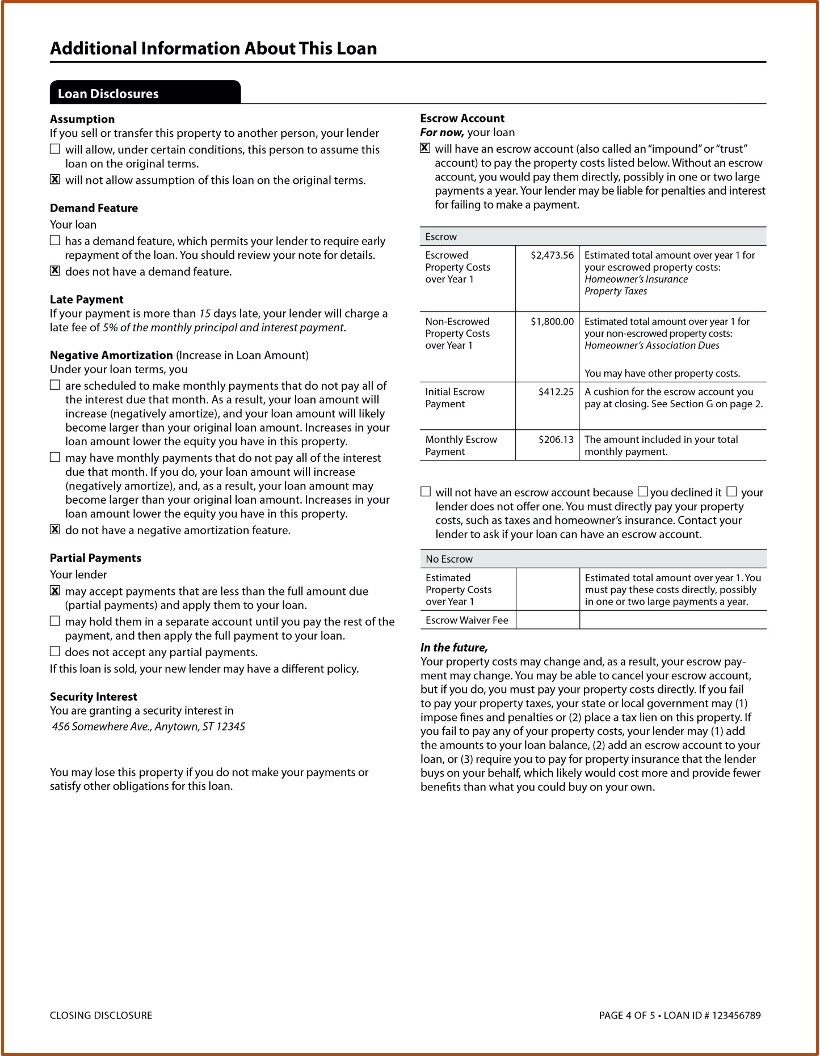 Additional Information About This Loan
Loan Disclosures
Assumption
If you sell or transfer this property to another person, your lender
☐ will allow, under certain conditions, this person to assume this
loan on the original terms.
☒ will not allow assumption of this loan on the original terms.
Demand Feature
Your loan
☐ has a demand feature, which permits your lender to require early
repayment of the loan. You should review your note for details.
☒ does not have a demand feature.
Late Payment
If your payment is more than 15 days late, your lender will charge a
late fee of 5% of the monthly principal and interest payment.
Negative Amortization (Increase in Loan Amount)
Under your loan terms, you
☐ are scheduled to make monthly payments that do not pay all of
the interest due that month. As a result, your loan amount will
increase (negatively amortize), and your loan amount will likely
become larger than your original loan amount. Increases in your
loan amount lower the equity you have in this property.
☐ may have monthly payments that do not pay all of the interest
due that month. If you do, your loan amount will increase
(negatively amortize), and, as a result, your loan amount may
become larger than your original loan amount. Increases in your
loan amount lower the equity you have in this property.
☒ do not have a negative amortization feature.
Partial Payments
Your lender
☒ may accept payments that are less than the full amount due
(partial payments) and apply them to your loan.
☐ may hold them in a separate account until you pay the rest of the
payment, and then apply the full payment to your loan.
☐ does not accept any partial payments.
If this loan is sold, your new lender may have a different policy.
Security Interest
You are granting a security interest in
456 Somewhere Ave., Anytown, ST 12345
You may lose this property if you do not make your payments or
satisfy other obligations for this loan.
Escrow Account
For now, your loan
☒ will have an escrow account (also called an “impound” or “trust”
account) to pay the property costs listed below. Without an escrow
account, you would pay them directly, possibly in one or two large
payments a year. Your lender may be liable for penalties and interest
for failing to make a payment.
Escrow
Escrowed
Property Costs
over Year 1
$2,473.56
Estimated total amount over year 1 for
your escrowed property costs:
Homeowner’s Insurance
Property Taxes
Non-Escrowed
Property Costs
over Year 1
$1,800.00
Estimated total amount over year 1 for
your non-escrowed property costs:
Homeowner’s Association Dues
You may have other property costs.
Initial Escrow
Payment
$412.25
A cushion for the escrow account you
pay at closing. See Section G on page 2.
Monthly Escrow
Payment
$206.13
The amount included in your total
monthly payment.
☐ will not have an escrow account because ☐ you declined it ☐ your
lender does not offer one. You must directly pay your property
costs, such as taxes and homeowner’s insurance. Contact your
lender to ask if your loan can have an escrow account.
No Escrow
Estimated
Property Costs
over Year 1
Estimated total amount over year 1. You
must pay these costs directly, possibly
in one or two large payments a year.
Escrow Waiver Fee
In the future,
Your property costs may change and, as a result, your escrow pay-
ment may change. You may be able to cancel your escrow account,
but if you do, you must pay your property costs directly. If you fail
to pay your property taxes, your state or local government may (1)
impose fines and penalties or (2) place a tax lien on this property. If
you fail to pay any of your property costs, your lender may (1) add
the amounts to your loan balance, (2) add an escrow account to your
loan, or (3) require you to pay for property insurance that the lender
buys on your behalf, which likely would cost more and provide fewer
benefits than what you could buy on your own.
CLOSING DISCLOSURE
PAGE 4 OF 5 • LOAN ID # 123456789